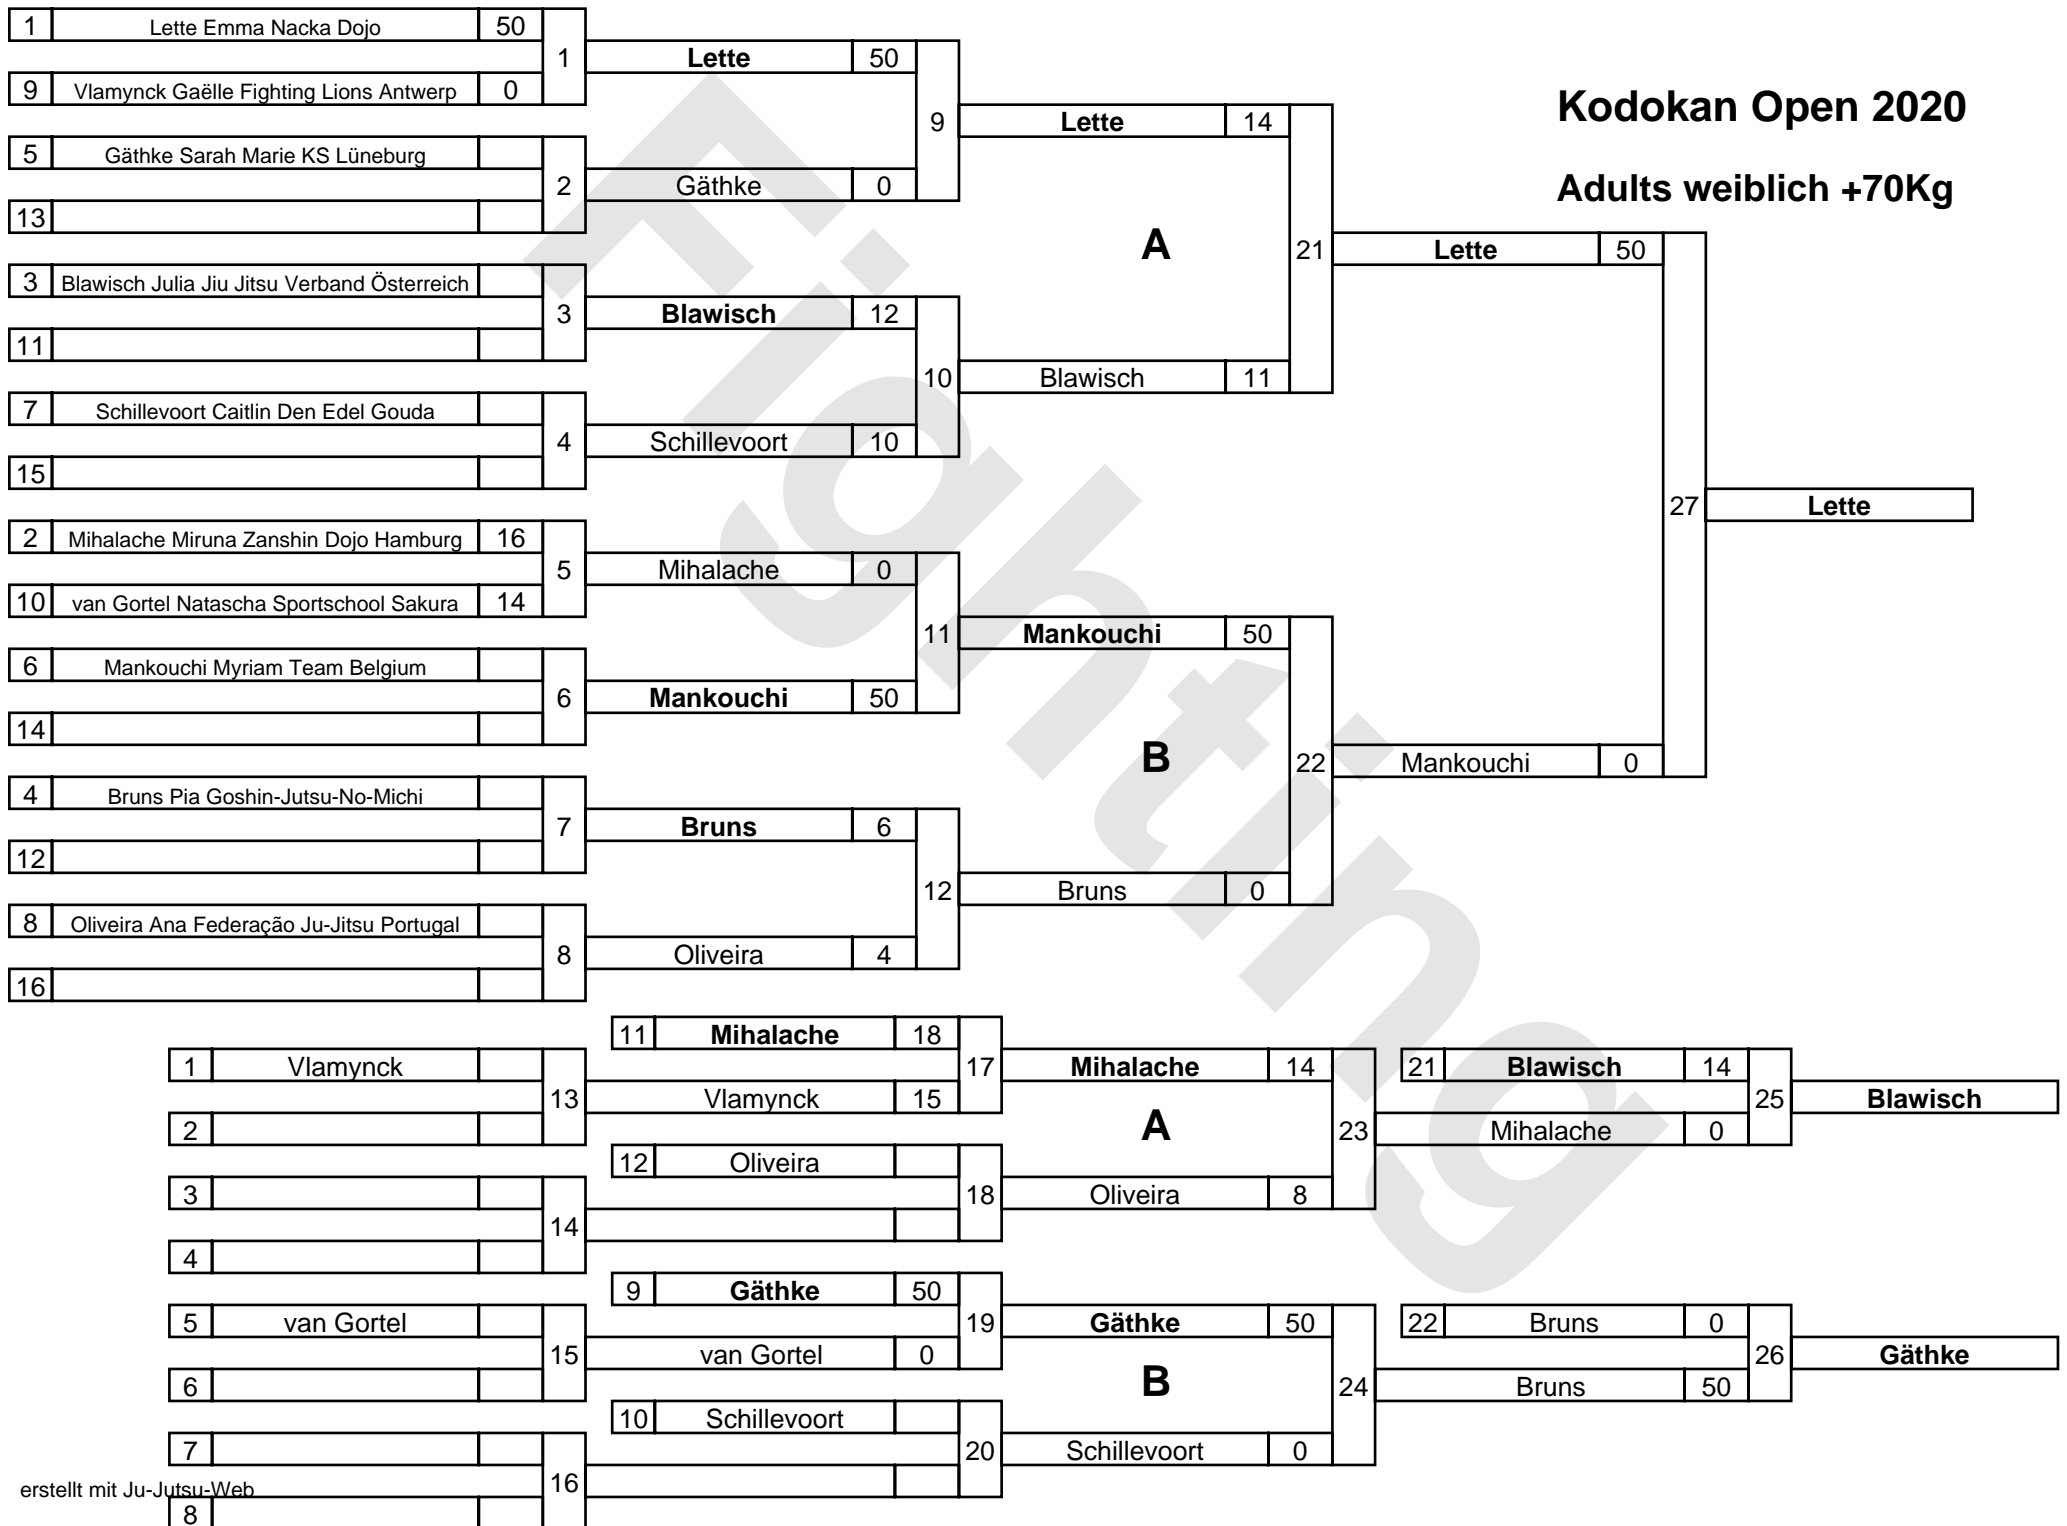 Kodokan Open 2020
Adults weiblich +70Kg
1 Lette Emma Nacka Dojo 50
1
9 Vlamynck Gaëlle Fighting Lions Antwerp 0
5 Gäthke Sarah Marie KS Lüneburg
2
13
3 Blawisch Julia Jiu Jitsu Verband Österreich
3
11
7 Schillevoort Caitlin Den Edel Gouda
4
15
2 Mihalache Miruna Zanshin Dojo Hamburg 16
5
10 van Gortel Natascha Sportschool Sakura 14
6 Mankouchi Myriam Team Belgium
6
14
4 Bruns Pia Goshin-Jutsu-No-Michi
7
12
8 Oliveira Ana Federação Ju-Jitsu Portugal
8
16
Lette 50
9
Gäthke 0
Blawisch 12
10
Schillevoort 10
Mihalache 0
11
Mankouchi 50
Bruns 6
12
Oliveira 4
Lette 14
A
21
Blawisch 11
Mankouchi 50
B
22
Bruns 0
Lette 50
27
Mankouchi 0
Lette
1 Vlamynck
13
2
3
14
4
5 van Gortel
15
6
7
16
8
11 Mihalache 18
17
Vlamynck 15
12 Oliveira
18
9 Gäthke 50
19
van Gortel 0
10 Schillevoort
20
Mihalache 14
A
23
Oliveira 8
Gäthke 50
B
24
Schillevoort 0
21 Blawisch 14
25
Mihalache 0
Blawisch
22 Bruns 0
26
Bruns 50
Gäthke
erstellt mit Ju-Jutsu-Web
Fighting